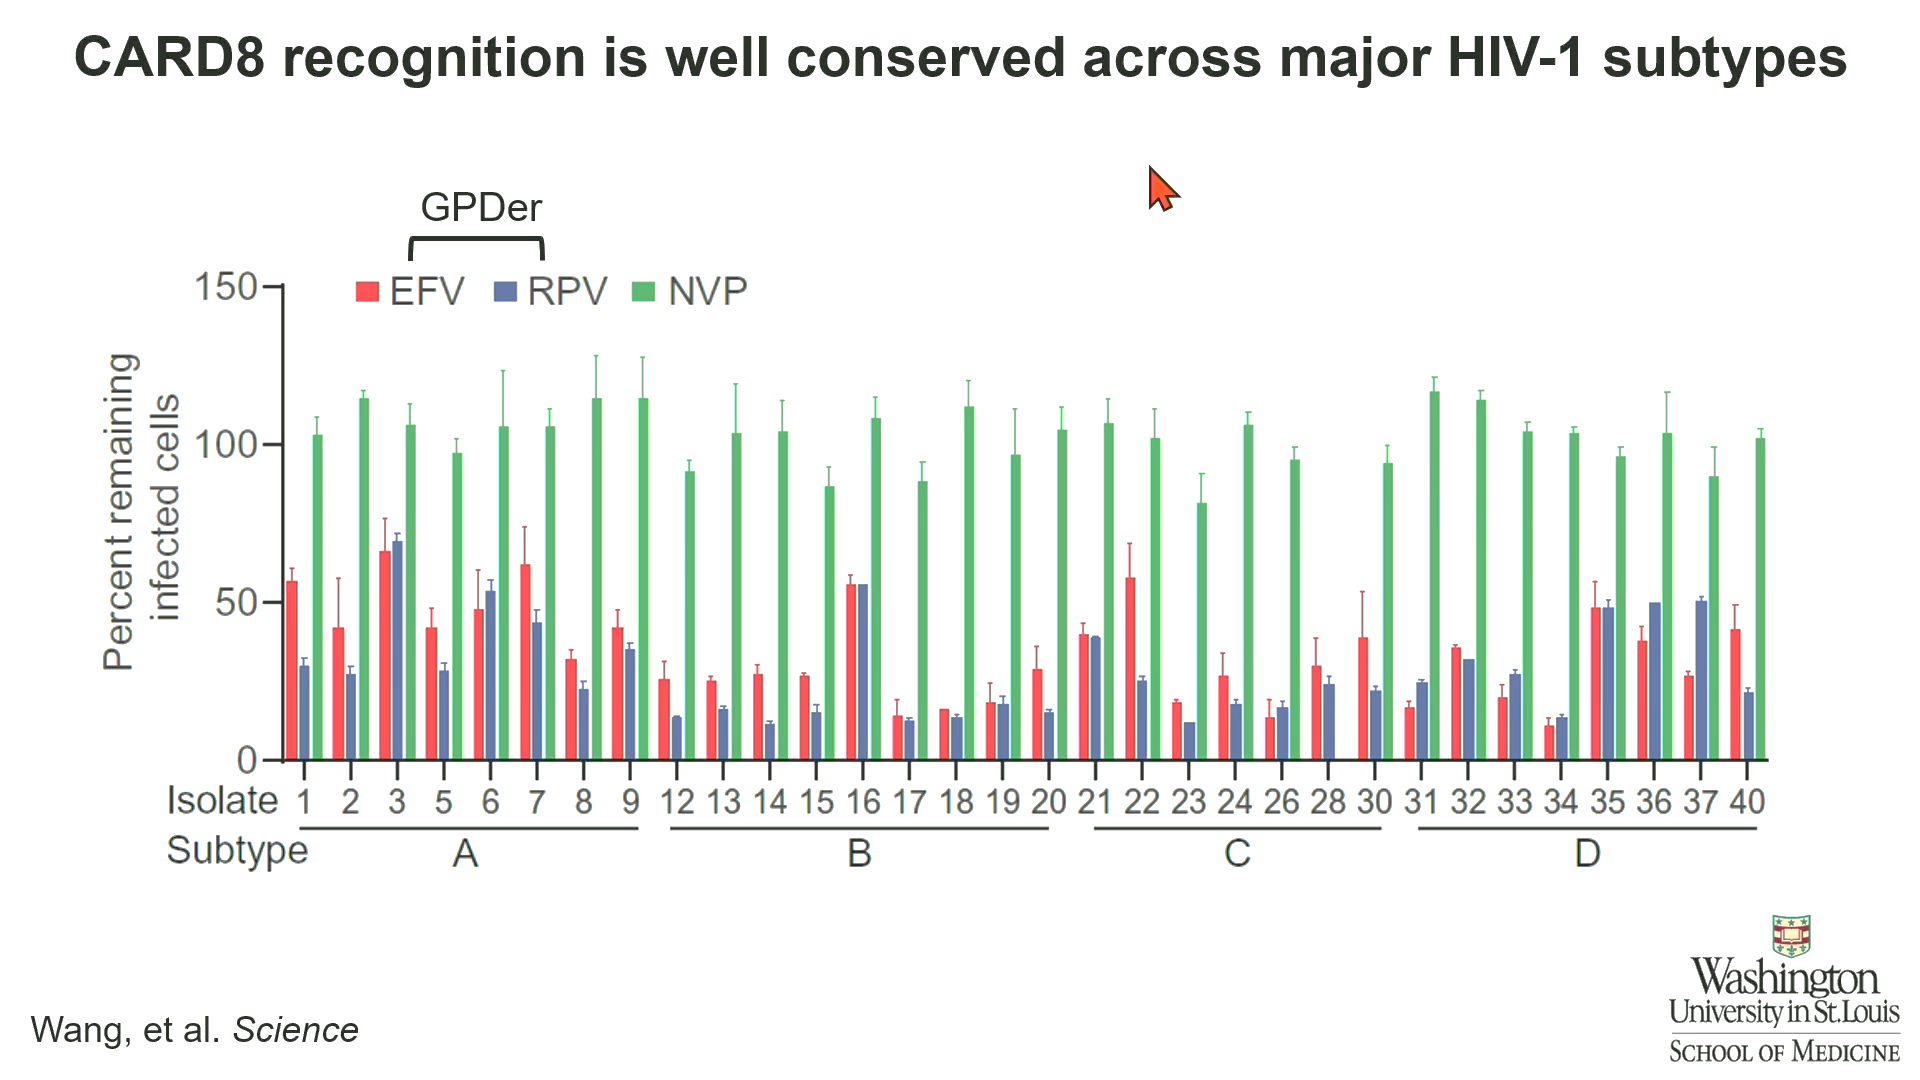 CARD8 recognition is well conserved across major HIV-1 subtypes
GPDer
EFV RPV NVP
150
100
50
0
Percent remaining
infected cells
Isolate 1 2 3 5 6 7 8 9 12 13 14 15 16 17 18 19 20 21 22 23 24 26 28 30 31 32 33 34 35 36 37 40
Subtype A B C D
Wang, et al. Science
Washington
University in St. Louis
SCHOOL OF MEDICINE